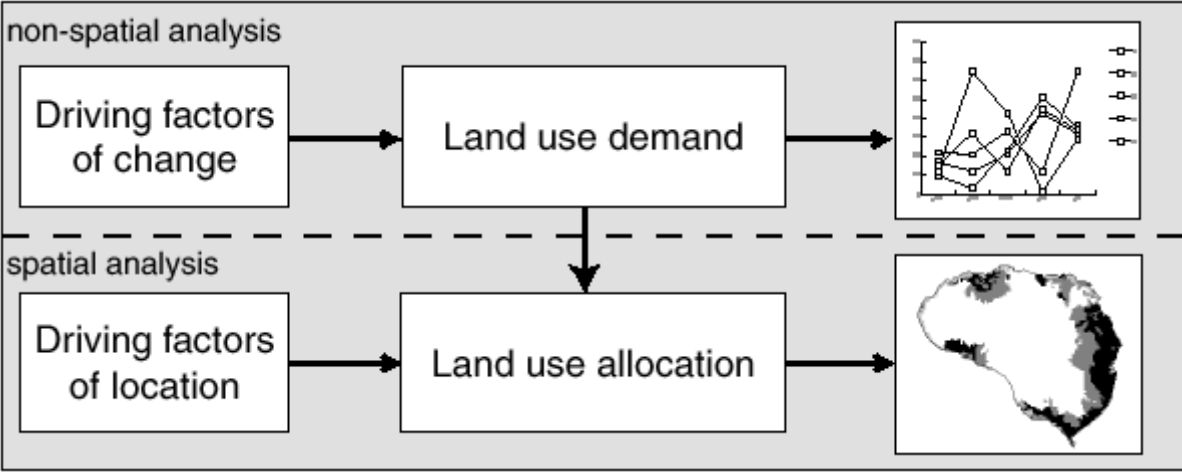 non-spatial analysis
Driving factors
of change
Land use demand
spatial analysis
Driving factors
of location
Land use allocation